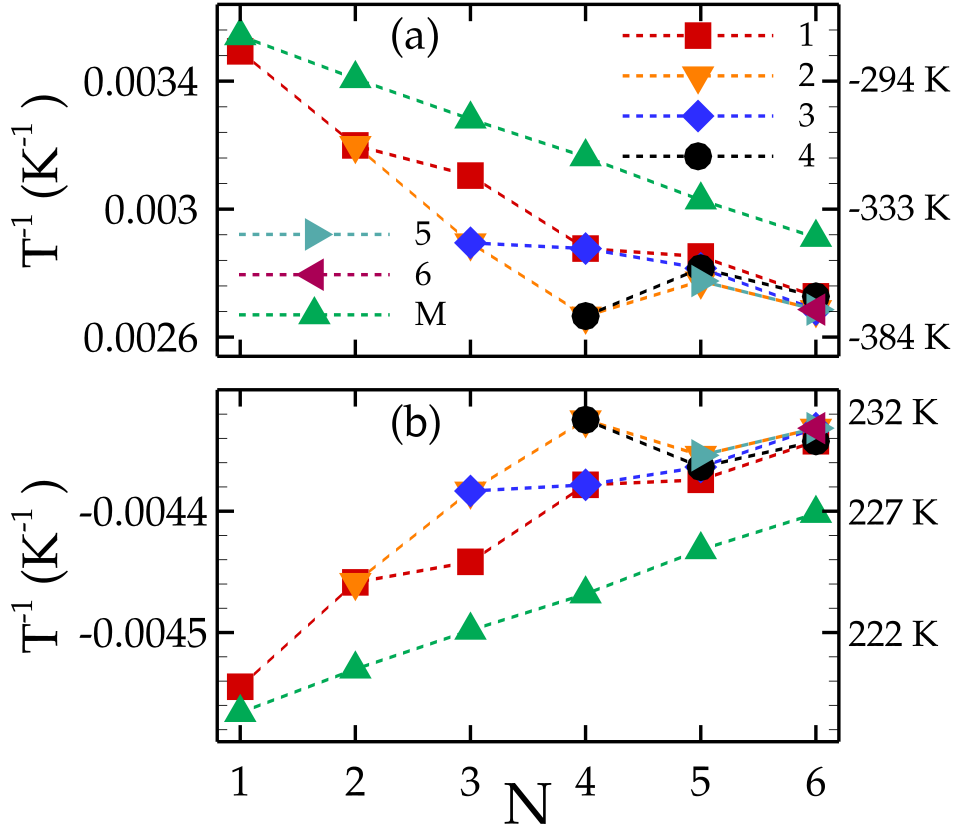 (a)
1
2
3
4
5
6
M
0.0034
0.003
0.0026
T⁻¹ (K⁻¹)
-294 K
-333 K
-384 K
(b)
-0.0044
-0.0045
T⁻¹ (K⁻¹)
232 K
227 K
222 K
1 2 3 4 5 6
N